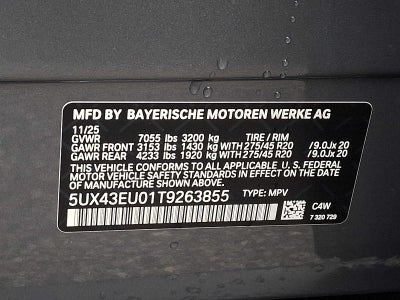 MFD BY BAYERISCHE MOTOREN WERKE AG
11/25
GVWR 7055 lbs 3200 kg TIRE / RIM
GAWR FRONT 3153 lbs 1430 KG WITH 275/45 R20 / 9.0Jx 20
GAWR REAR 4233 lbs 1920 KG WITH 275/45 R20 / 9.0Jx 20
THIS VEHICLE CONFORMS TO ALL APPLICABLE U.S. FEDERAL
MOTOR VEHICLE SAFETY STANDARDS IN EFFECT ON THE DATE OF
MANUFACTURE SHOWN ABOVE.
5UX43EU01T9263855 TYPE: MPV
C4W
7 320 729